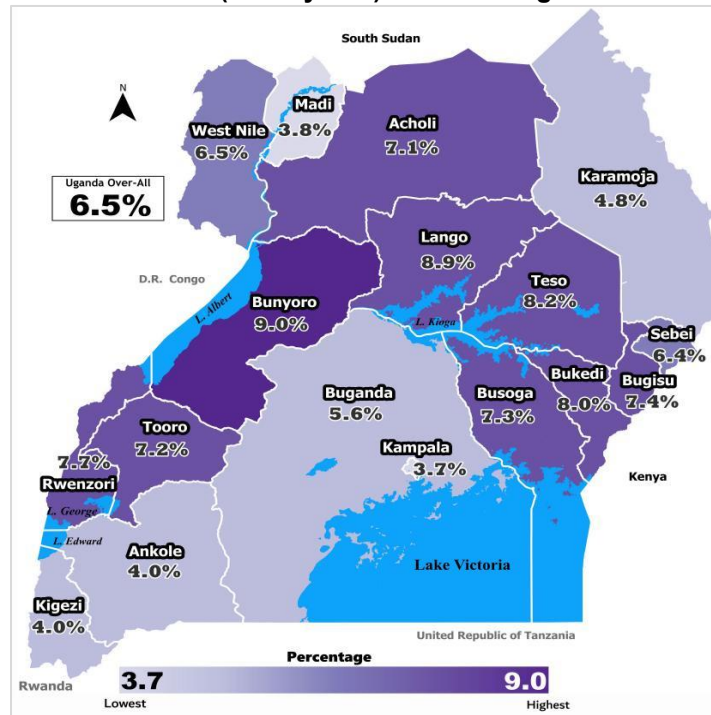 South Sudan
N
Madi
3.8%
West Nile
6.5%
Acholi
7.1%
Karamoja
4.8%
Uganda Over-All
6.5%
Lango
8.9%
D.R. Congo
L. Albert
Bunyoro
9.0%
Teso
8.2%
L. Kioga
Sebei
6.4%
Buganda
5.6%
Busoga
7.3%
Bukedi
8.0%
Bugisu
7.4%
Tooro
7.2%
Kampala
3.7%
7.7%
Rwenzori
Kenya
L. George
L. Edward
Ankole
4.0%
Lake Victoria
Kigezi
4.0%
United Republic of Tanzania
Percentage
3.7
9.0
Rwanda
Lowest
Highest